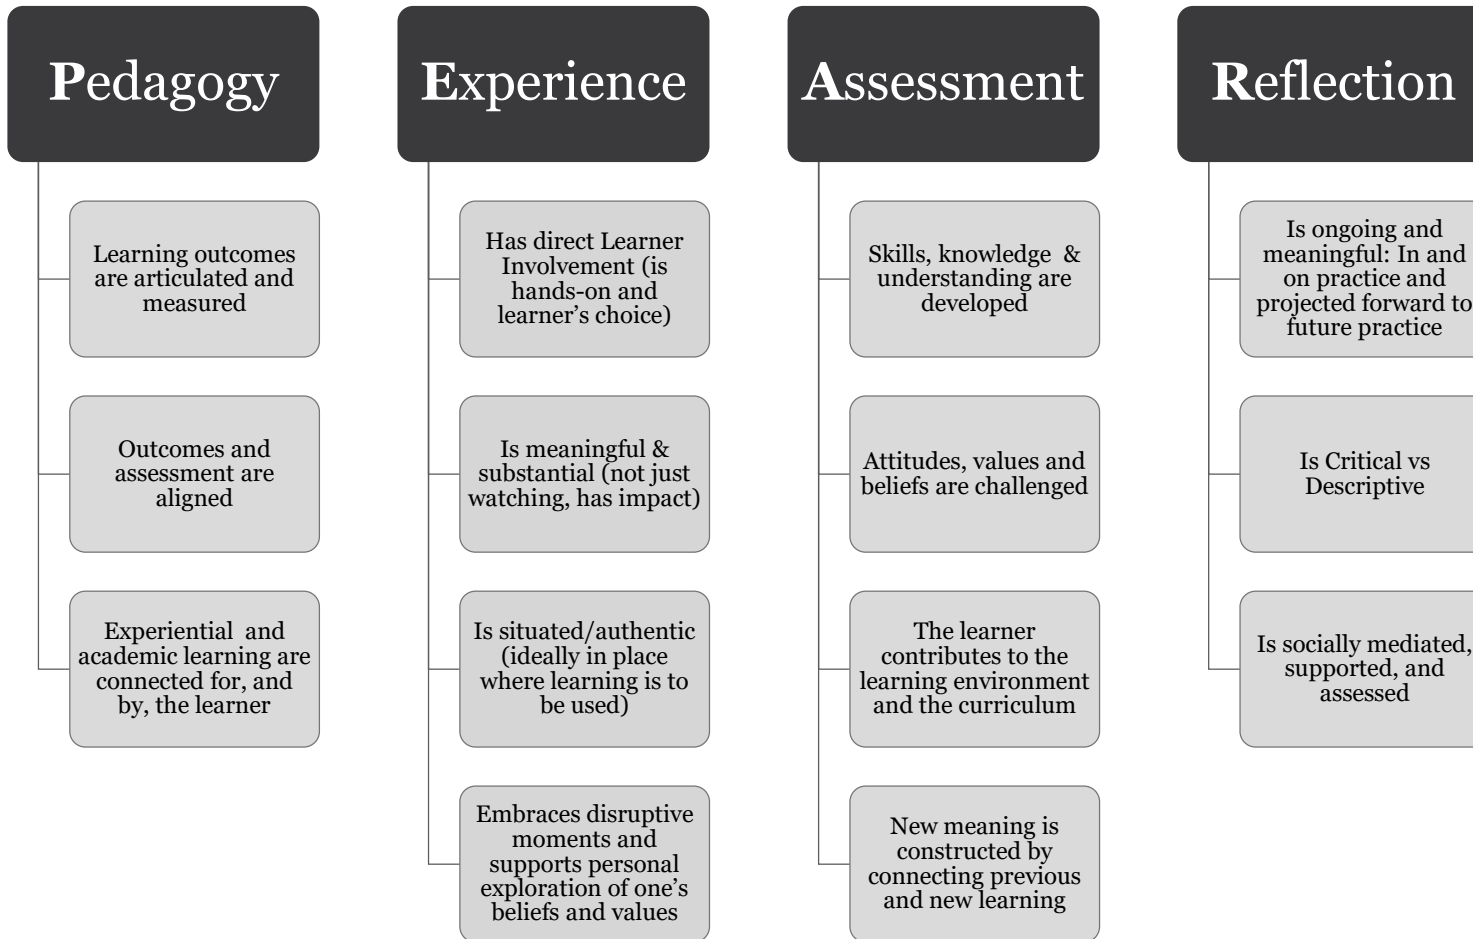 Pedagogy
Learning outcomes
are articulated and
measured
Outcomes and
assessment are
aligned
Experiential and
academic learning are
connected for, and
by, the learner
Experience
Has direct Learner
Involvement (is
hands-on and
learner’s choice)
Is meaningful &
substantial (not just
watching, has impact)
Is situated/authentic
(ideally in place
where learning is to
be used)
Embraces disruptive
moments and
supports personal
exploration of one’s
beliefs and values
Assessment
Skills, knowledge &
understanding are
developed
Attitudes, values and
beliefs are challenged
The learner
contributes to the
learning environment
and the curriculum
New meaning is
constructed by
connecting previous
and new learning
Reflection
Is ongoing and
meaningful: In and
on practice and
projected forward to
future practice
Is Critical vs
Descriptive
Is socially mediated,
supported, and
assessed